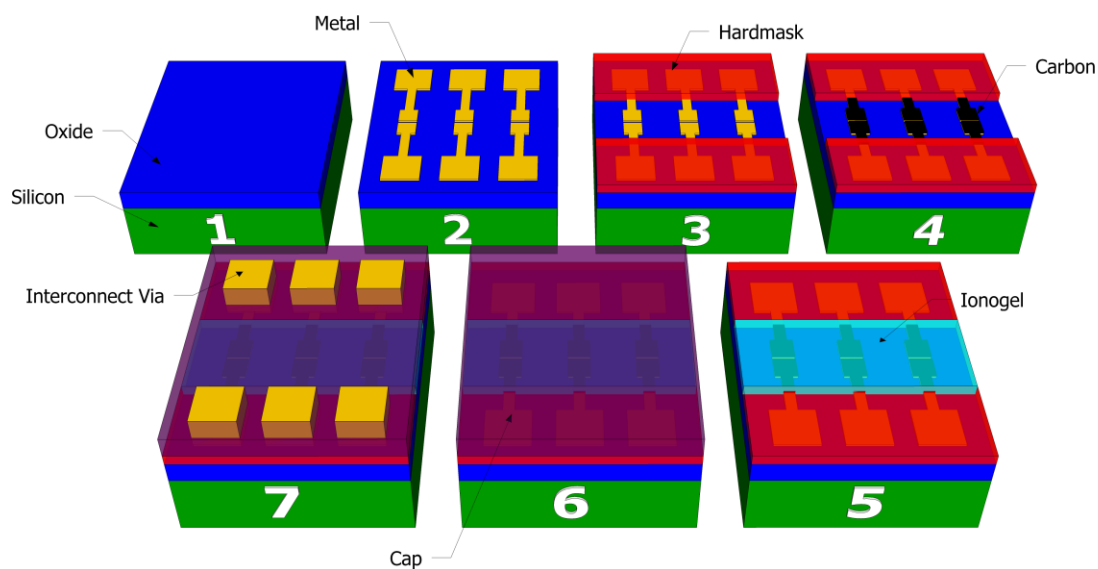 Metal
Hardmask
Carbon
Oxide
Silicon
1
2
3
4
Interconnect Via
Ionogel
7
6
5
Cap